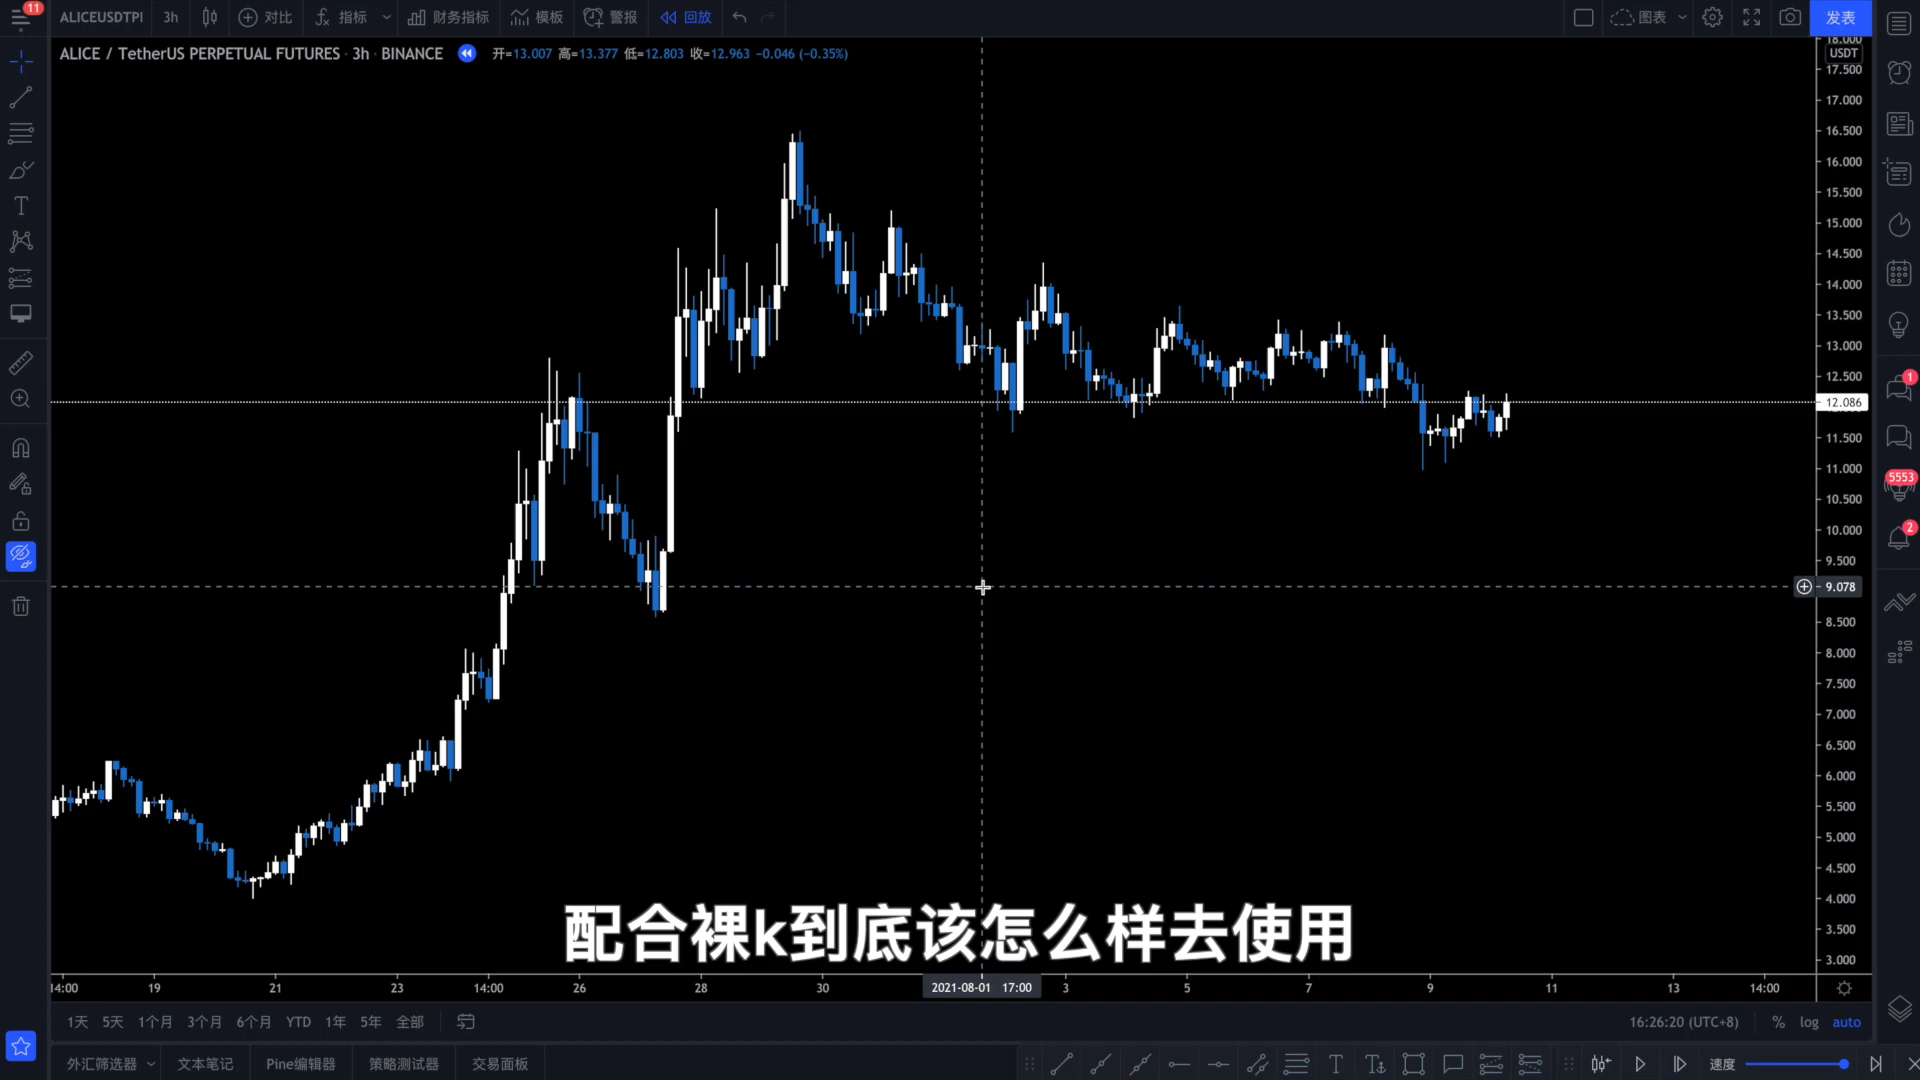 11
ALICEUSDTPI
3h
对比
指标
财务指标
模板
警报
回放
图表
发表
ALICE / TetherUS PERPETUAL FUTURES · 3h · BINANCE
开=13.007 高=13.377 低=12.803 收=12.963 −0.046 (−0.35%)
18.000
USDT
17.500
17.000
16.500
16.000
15.500
15.000
14.500
14.000
13.500
13.000
12.500
12.086
11.500
11.000
10.500
10.000
9.500
9.078
8.500
8.000
7.500
7.000
6.500
6.000
5.500
5.000
4.500
4.000
3.500
3.000
1
5553
2
配合裸k到底该怎么样去使用
14:00
19
21
23
14:00
26
28
30
2021-08-01 17:00
3
5
7
9
11
13
14:00
1天 5天 1个月 3个月 6个月 YTD 1年 5年 全部
16:26:20 (UTC+8)
% log auto
外汇筛选器
文本笔记
Pine编辑器
策略测试器
交易面板
速度